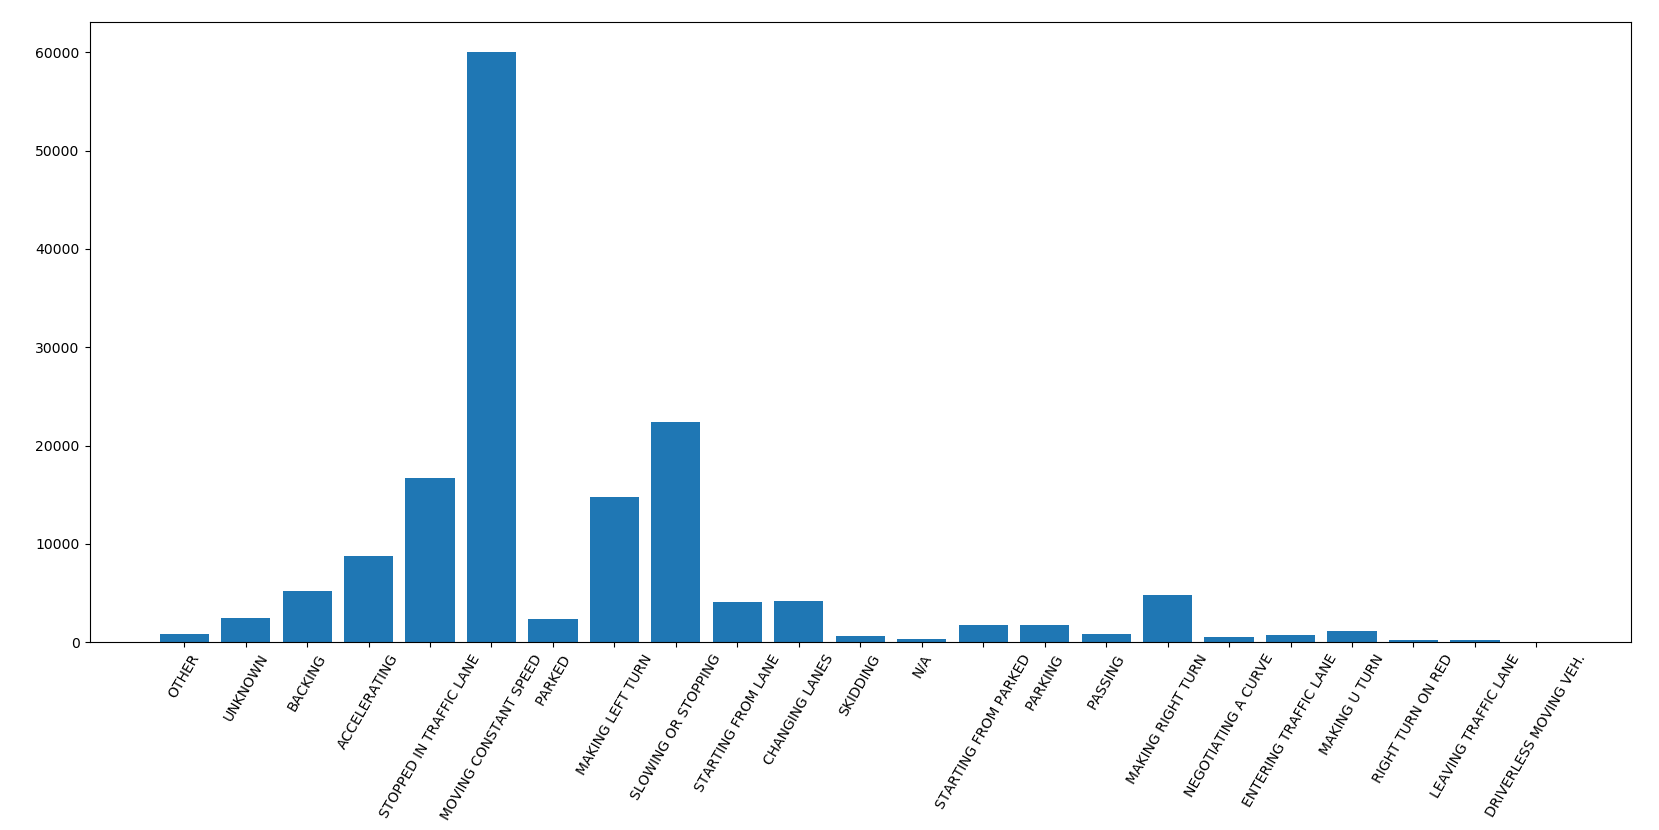 60000
50000
40000
30000
20000
10000
0
OTHER
UNKNOWN
BACKING
ACCELERATING
STOPPED IN TRAFFIC LANE
MOVING CONSTANT SPEED
PARKED
MAKING LEFT TURN
SLOWING OR STOPPING
STARTING FROM LANE
CHANGING LANES
SKIDDING
N/A
STARTING FROM PARKED
PARKING
PASSING
MAKING RIGHT TURN
NEGOTIATING A CURVE
ENTERING TRAFFIC LANE
MAKING U TURN
RIGHT TURN ON RED
LEAVING TRAFFIC LANE
DRIVERLESS MOVING VEH.